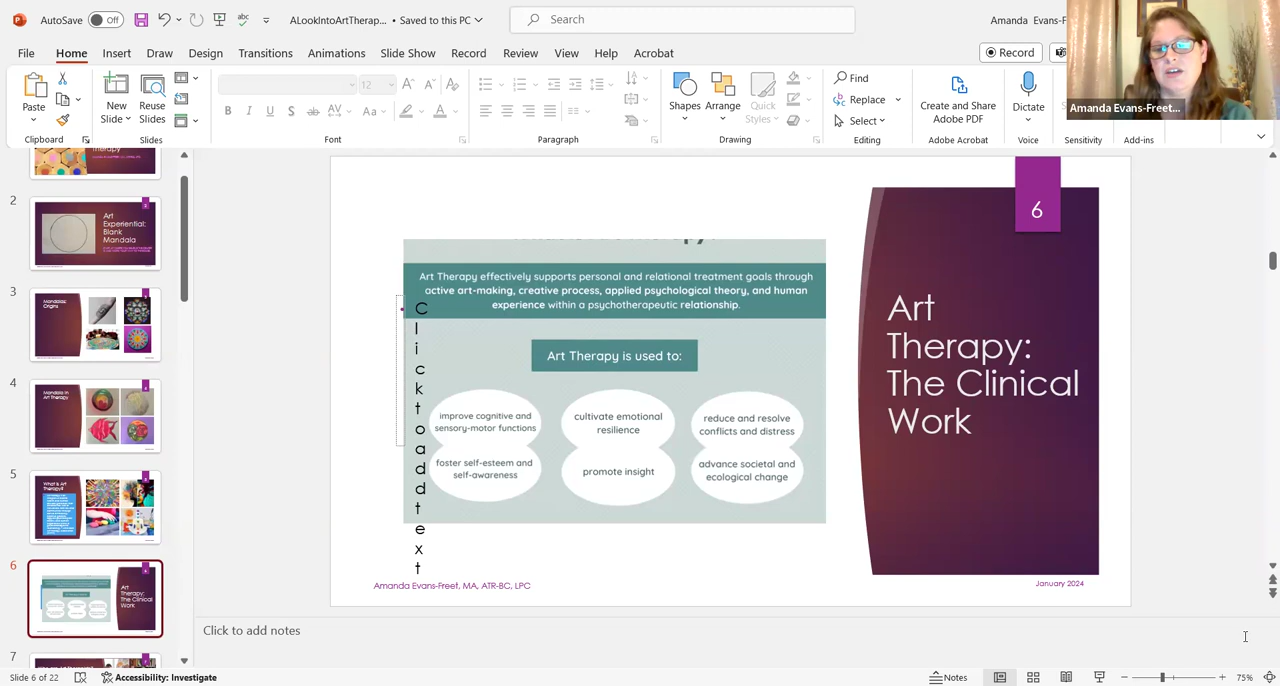 AutoSave Off ALookIntoArtTherap... • Saved to this PC Search Amanda Evans-F
File Home Insert Draw Design Transitions Animations Slide Show Review View Help Acrobat Record
Paste New Slide Reuse Slides 12 Shapes Arrange Quick Styles Find Replace Select Create and Share Adobe PDF Dictate
Amanda Evans-Freet...
Clipboard Slides Font Paragraph Drawing Editing Adobe Acrobat Voice Sensitivity Add-ins
2
Art
Experiential:
Blank
Mandala
3
Mandalas:
Origins
4
Mandala in
Art Therapy
5
What is Art
Therapy?
6
Art
Therapy:
The Clinical
Work
7
6
Art Therapy effectively supports personal and relational treatment goals through
active art-making, creative process, applied psychological theory, and human
experience within a psychotherapeutic relationship.
Click to add text
Art Therapy is used to:
improve cognitive and
sensory-motor functions
cultivate emotional
resilience
reduce and resolve
conflicts and distress
foster self-esteem and
self-awareness
promote insight
advance societal and
ecological change
Art
Therapy:
The Clinical
Work
Amanda Evans-Freet, MA, ATR-BC, LPC
January 2024
Click to add notes
Slide 6 of 22 Accessibility: Investigate Notes 75%